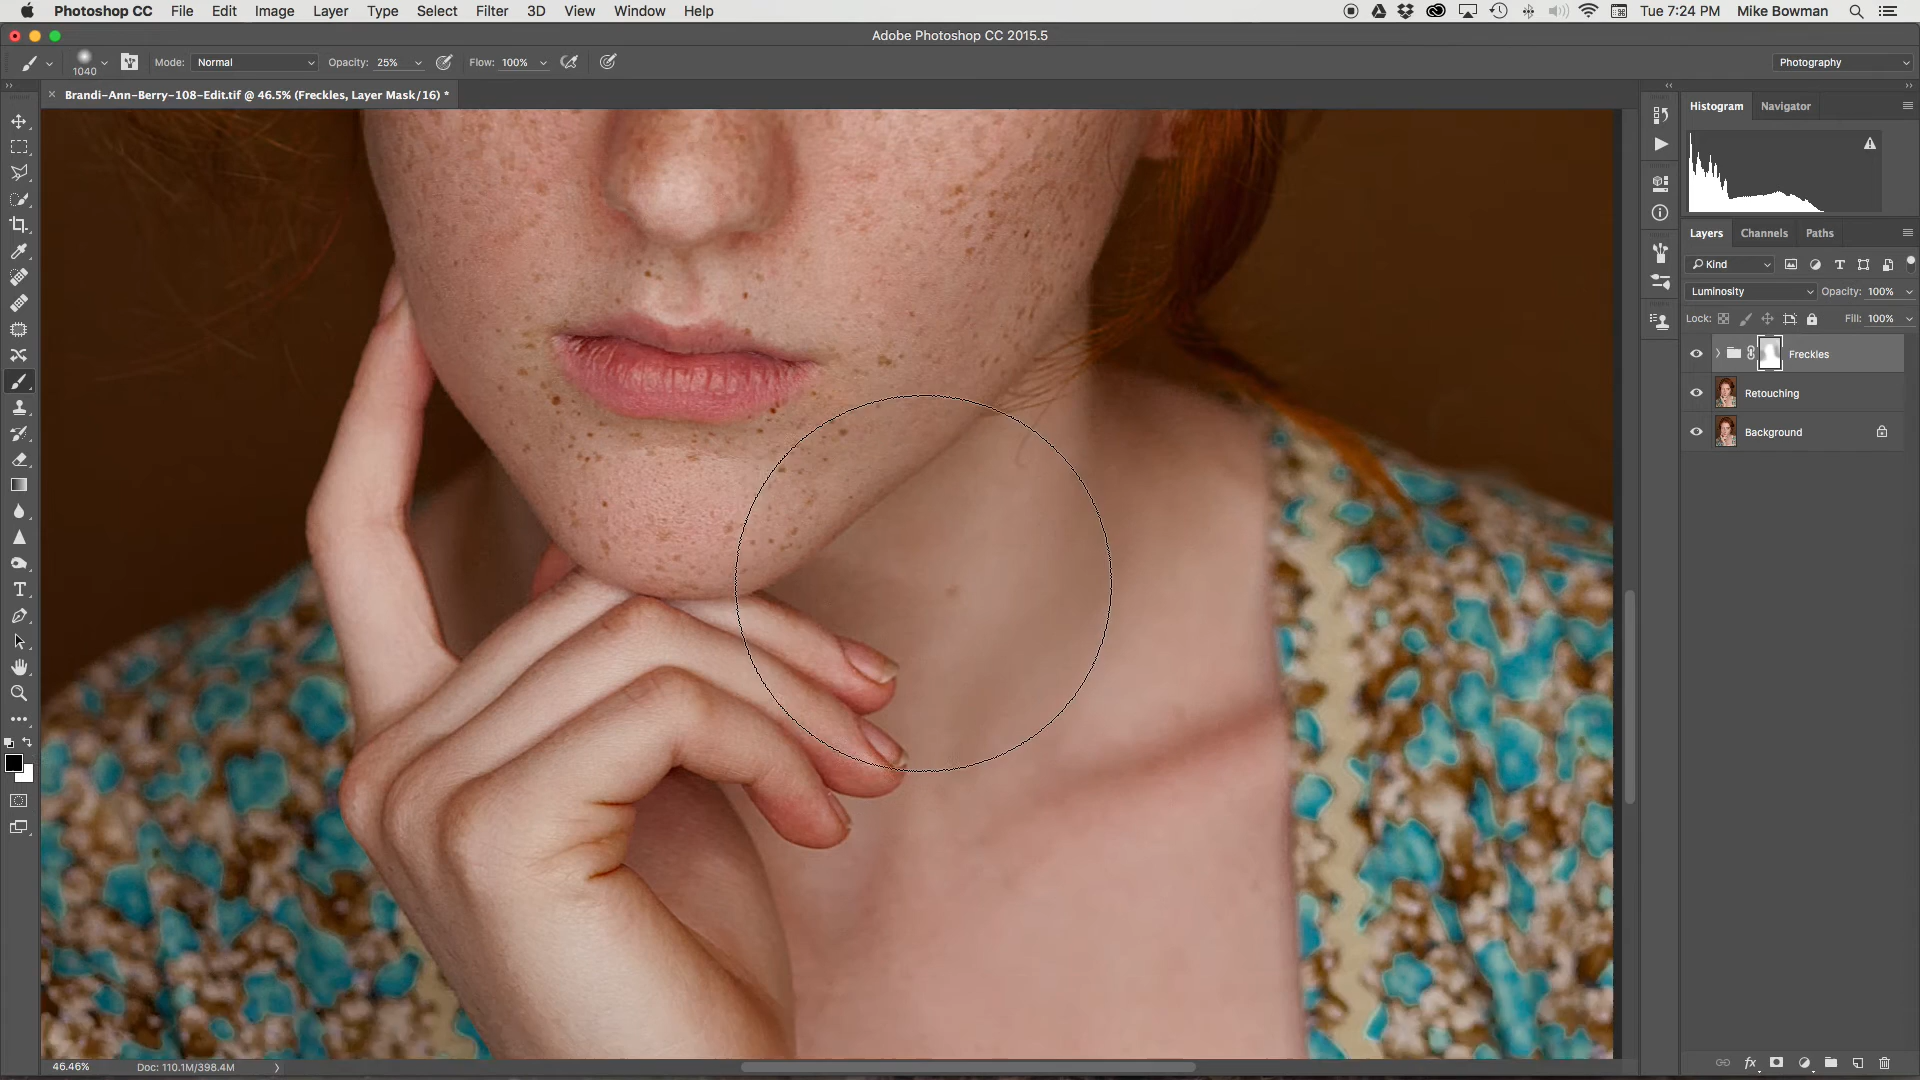 Photoshop CC File Edit Image Layer Type Select Filter 3D View Window Help Tue 7:24 PM Mike Bowman
Adobe Photoshop CC 2015.5
1040 Mode: Normal Opacity: 25% Flow: 100% Photography
Brandi-Ann-Berry-108-Edit.tif @ 46.5% (Freckles, Layer Mask/16) *
Histogram Navigator
Layers Channels Paths
Kind
Luminosity Opacity: 100%
Lock: Fill: 100%
Freckles
Retouching
Background
46.46% Doc: 110.1M/398.4M